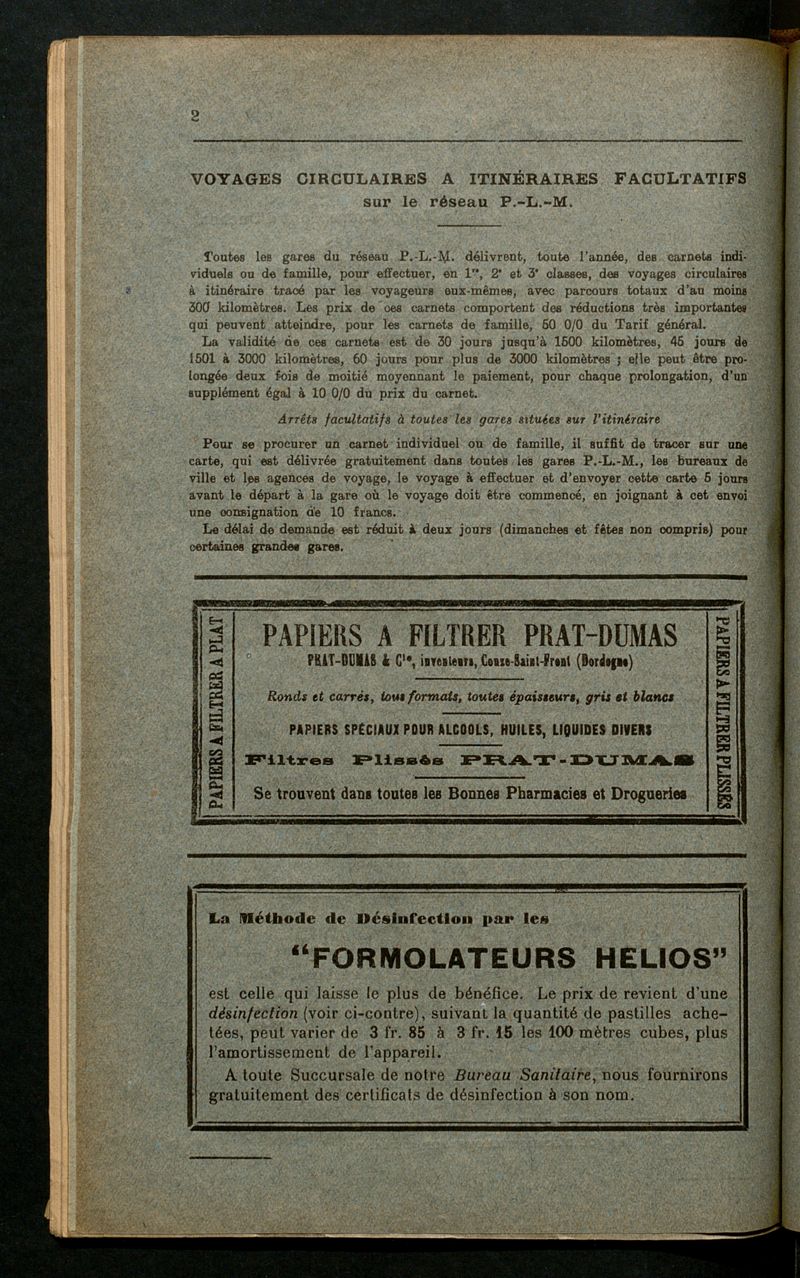 2
VOYAGES CIRCULAIRES A ITINÉRAIRES FACULTATIFS
sur le réseau P.-L.-M.
Toutes les gares du réseau P.-L.-M. délivrent, toute l'année, des carnets indi-
viduels ou de famille, pour effectuer, en 1re, 2e et 3e classes, des voyages circulaires
à itinéraire tracé par les voyageurs eux-mêmes, avec parcours totaux d'au moins
300 kilomètres. Les prix de ces carnets comportent des réductions très importantes
qui peuvent atteindre, pour les carnets de famille, 50 0/0 du Tarif général.
La validité de ces carnets est de 30 jours jusqu'à 1500 kilomètres, 45 jours de
1501 à 3000 kilomètres, 60 jours pour plus de 3000 kilomètres ; elle peut être pro-
longée deux fois de moitié moyennant le paiement, pour chaque prolongation, d'un
supplément égal à 10 0/0 du prix du carnet.
Arrêts facultatifs à toutes les gares situées sur l'itinéraire
Pour se procurer un carnet individuel ou de famille, il suffit de tracer sur une
carte, qui est délivrée gratuitement dans toutes les gares P.-L.-M., les bureaux de
ville et les agences de voyage, le voyage à effectuer et d'envoyer cette carte 5 jours
avant le départ à la gare où le voyage doit être commencé, en joignant à cet envoi
une consignation de 10 francs.
Le délai de demande est réduit à deux jours (dimanches et fêtes non compris) pour
certaines grandes gares.
PAPIERS A FILTRER A PLAT
PAPIERS A FILTRER PRAT-DUMAS
PRAT-DUMAS & Cie, inventeurs, Couze-Saint-Front (Dordogne)
Ronds et carrés, tous formats, toutes épaisseurs, gris et blancs
PAPIERS SPÉCIAUX POUR ALCOOLS, HUILES, LIQUIDES DIVERS
Filtres Plissés PRAT-DUMAS
Se trouvent dans toutes les Bonnes Pharmacies et Drogueries
PAPIERS A FILTRER PLISSÉS
La Méthode de Désinfection par les
“FORMOLATEURS HELIOS”
est celle qui laisse le plus de bénéfice. Le prix de revient d'une
désinfection (voir ci-contre), suivant la quantité de pastilles ache-
tées, peut varier de 3 fr. 85 à 3 fr. 15 les 100 mètres cubes, plus
l'amortissement de l'appareil.
A toute Succursale de notre Bureau Sanitaire, nous fournirons
gratuitement des certificats de désinfection à son nom.